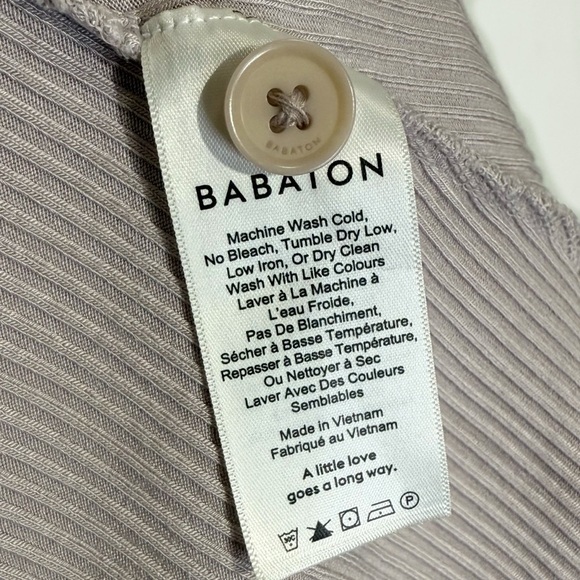 BABATON
BABATON
Machine Wash Cold,
No Bleach, Tumble Dry Low,
Low Iron, Or Dry Clean
Wash With Like Colours
Laver à La Machine à
L'eau Froide,
Pas De Blanchiment,
Sécher à Basse Température,
Repasser à Basse Température,
Ou Nettoyer à Sec
Laver Avec Des Couleurs
Semblables
Made in Vietnam
Fabriqué au Vietnam
A little love
goes a long way.
30C
P